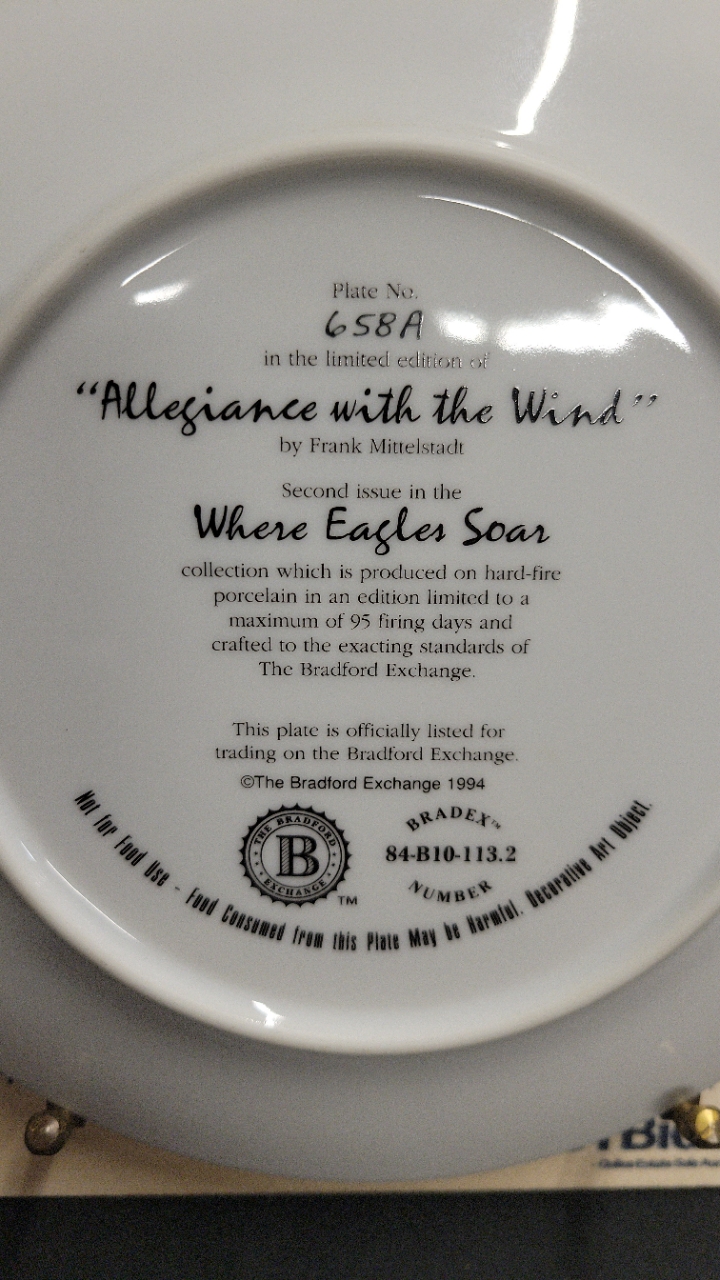 Plate No.
658A
in the limited edition of
“Allegiance with the Wind”
by Frank Mittelstadt
Second issue in the
Where Eagles Soar
collection which is produced on hard-fire
porcelain in an edition limited to a
maximum of 95 firing days and
crafted to the exacting standards of
The Bradford Exchange.
This plate is officially listed for
trading on the Bradford Exchange.
©The Bradford Exchange 1994
THE BRADFORD
B
EXCHANGE
TM
BRADEX™
84-B10-113.2
NUMBER
Not for Food Use - Food Consumed from this Plate May be Harmful. Decorative Art Object.